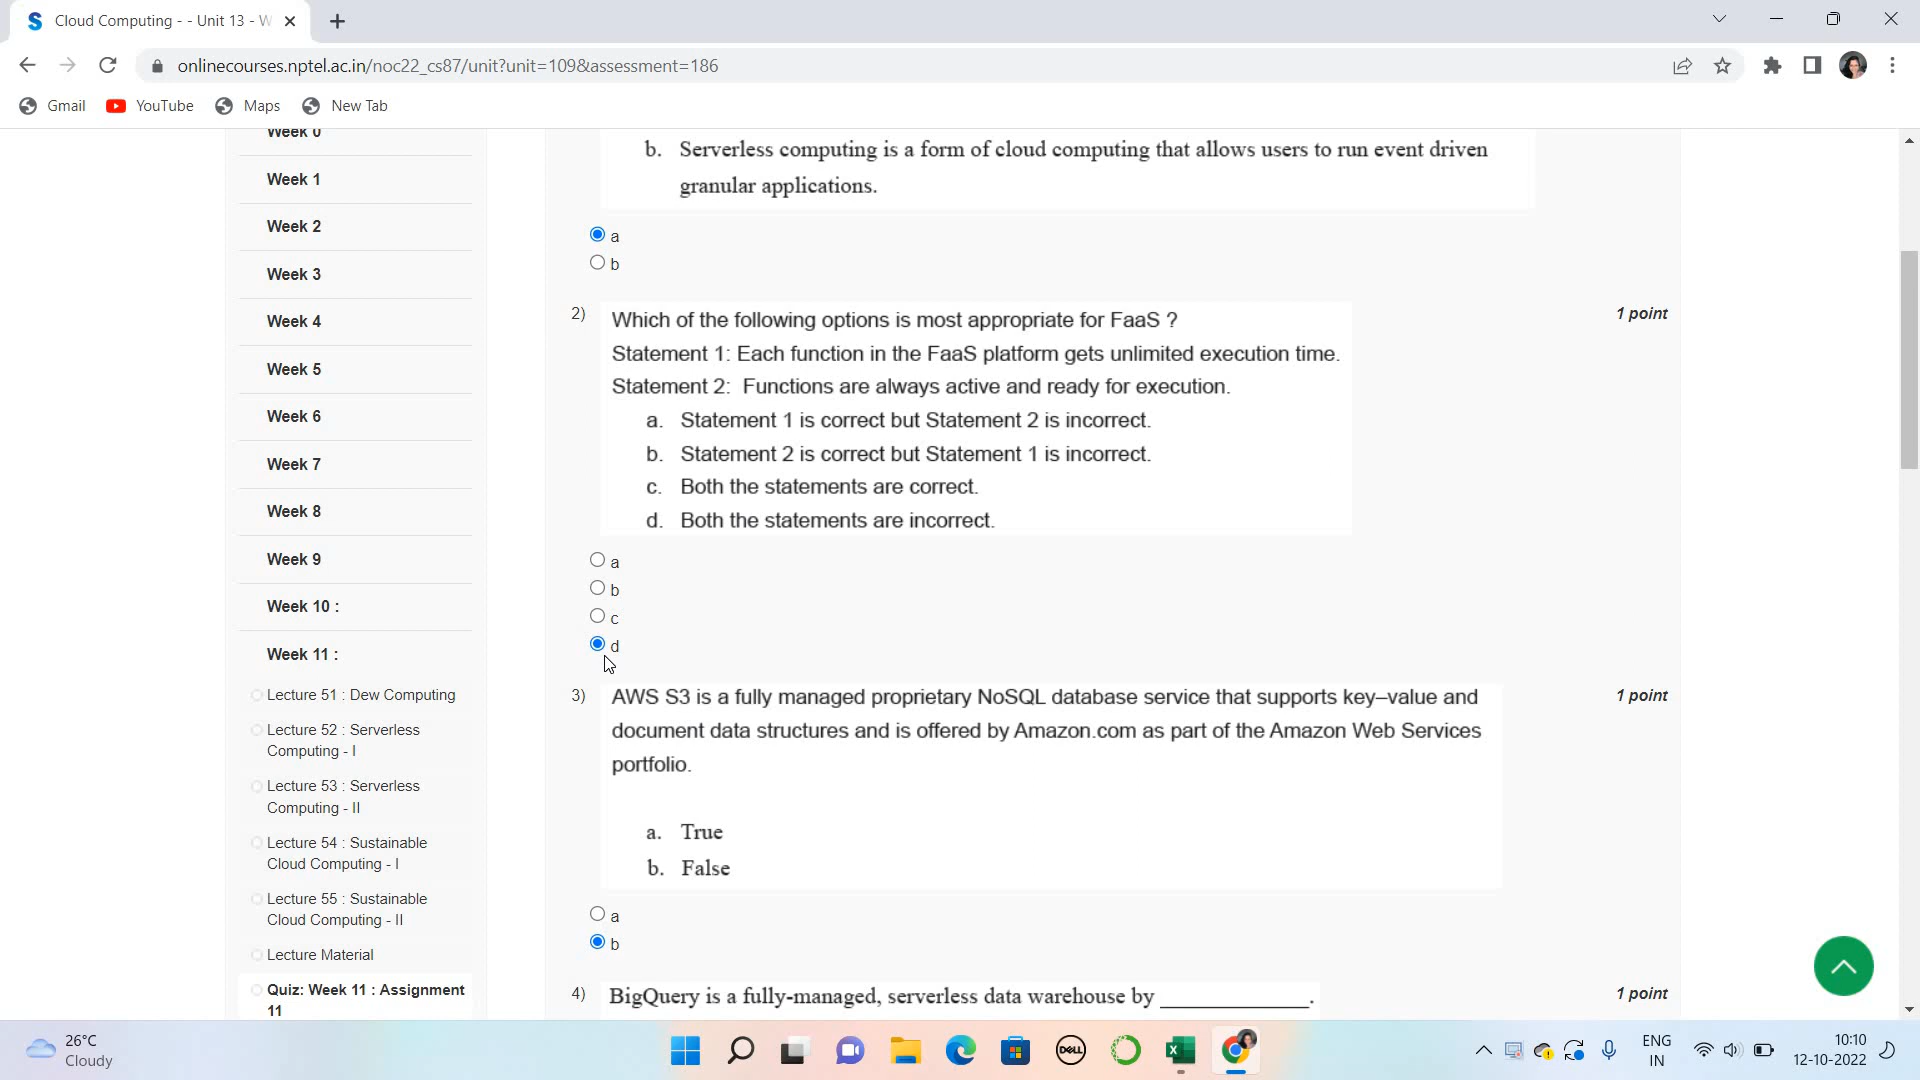 Cloud Computing - - Unit 13 - W
onlinecourses.nptel.ac.in/noc22_cs87/unit?unit=109&assessment=186
Gmail YouTube Maps New Tab
Week 0
Week 1
Week 2
Week 3
Week 4
Week 5
Week 6
Week 7
Week 8
Week 9
Week 10 :
Week 11 :
Lecture 51 : Dew Computing
Lecture 52 : Serverless
Computing - I
Lecture 53 : Serverless
Computing - II
Lecture 54 : Sustainable
Cloud Computing - I
Lecture 55 : Sustainable
Cloud Computing - II
Lecture Material
Quiz: Week 11 : Assignment
11
b. Serverless computing is a form of cloud computing that allows users to run event driven
granular applications.
a
b
2) Which of the following options is most appropriate for FaaS ? 1 point
Statement 1: Each function in the FaaS platform gets unlimited execution time.
Statement 2: Functions are always active and ready for execution.
a. Statement 1 is correct but Statement 2 is incorrect.
b. Statement 2 is correct but Statement 1 is incorrect.
c. Both the statements are correct.
d. Both the statements are incorrect.
a
b
c
d
3) AWS S3 is a fully managed proprietary NoSQL database service that supports key–value and 1 point
document data structures and is offered by Amazon.com as part of the Amazon Web Services
portfolio.
a. True
b. False
a
b
4) BigQuery is a fully-managed, serverless data warehouse by _____________. 1 point
26°C
Cloudy
DELL
ENG
IN
10:10
12-10-2022